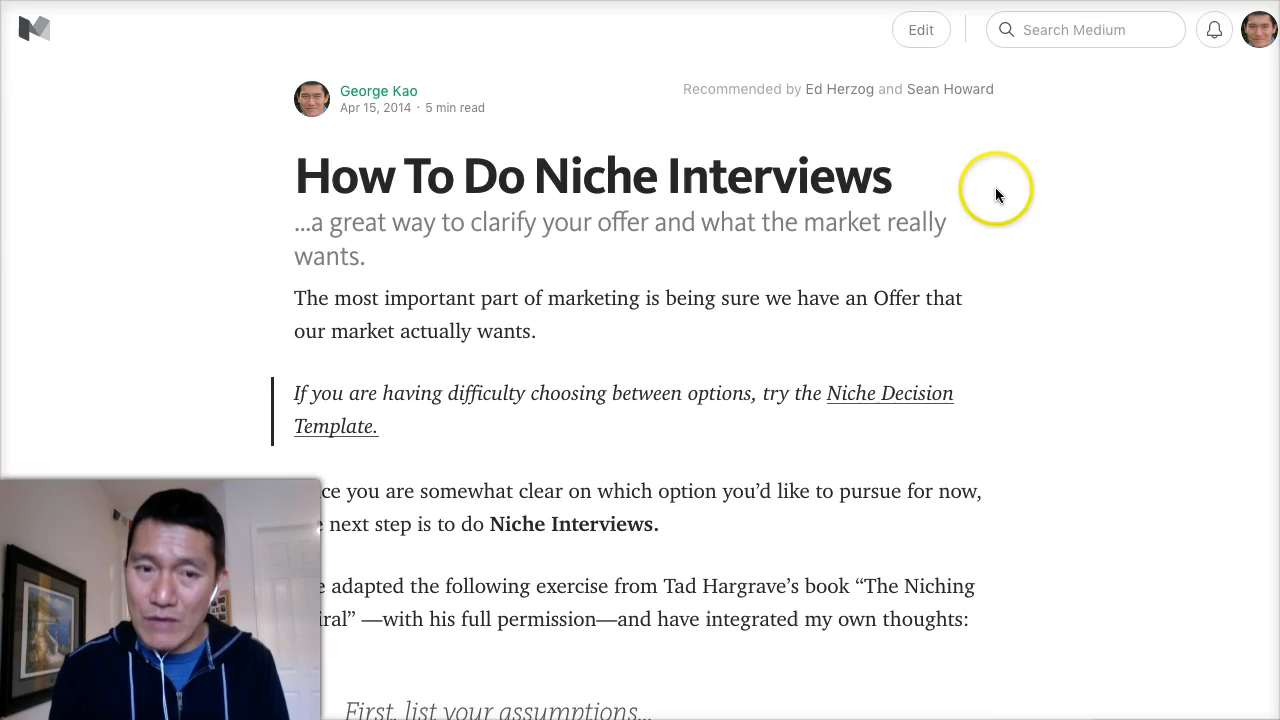 Edit
Search Medium
George Kao
Apr 15, 2014 · 5 min read
Recommended by Ed Herzog and Sean Howard
How To Do Niche Interviews
...a great way to clarify your offer and what the market really
wants.
The most important part of marketing is being sure we have an Offer that
our market actually wants.
If you are having difficulty choosing between options, try the Niche Decision
Template.
ce you are somewhat clear on which option you’d like to pursue for now,
next step is to do Niche Interviews.
adapted the following exercise from Tad Hargrave’s book “The Niching
iral” —with his full permission—and have integrated my own thoughts:
First, list your assumptions...